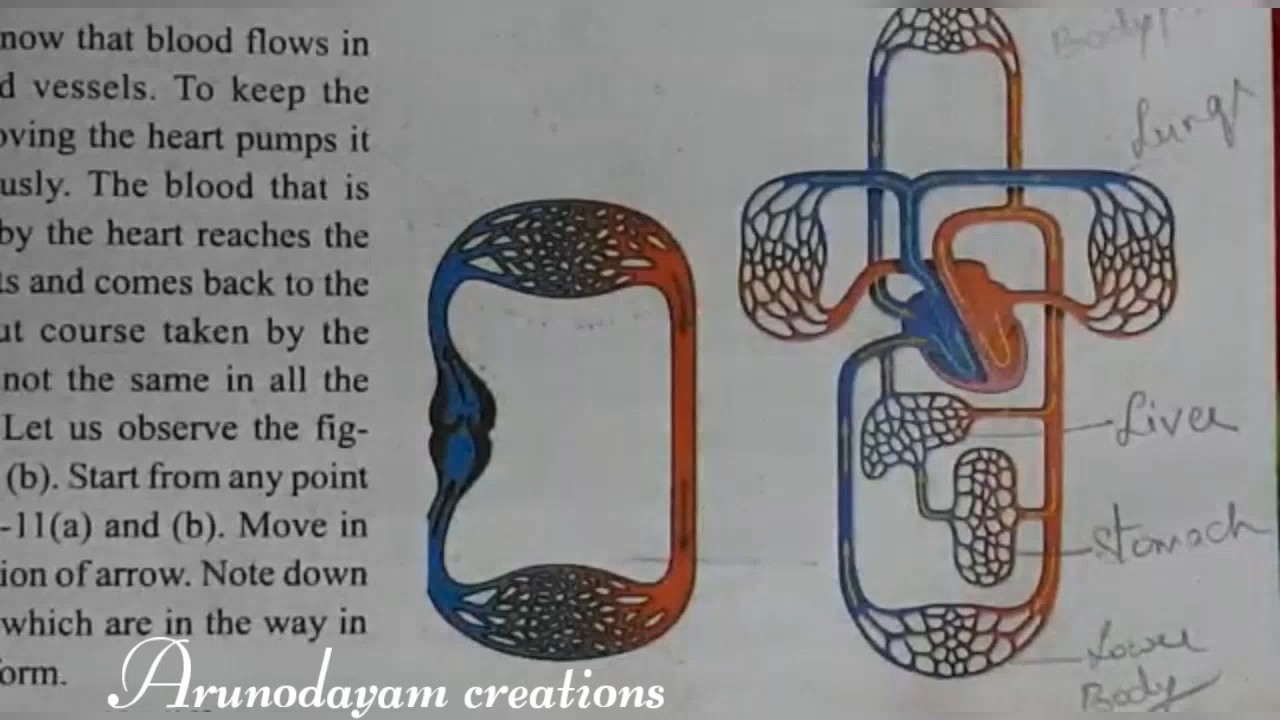 now that blood flows in
d vessels. To keep the
oving the heart pumps it
usly. The blood that is
by the heart reaches the
ts and comes back to the
ut course taken by the
not the same in all the
Let us observe the fig-
(b). Start from any point
-11(a) and (b). Move in
ion of arrow. Note down
which are in the way in
orm.
Body
Lungs
Liver
Stomach
Lower
Body
Arunodayam creations